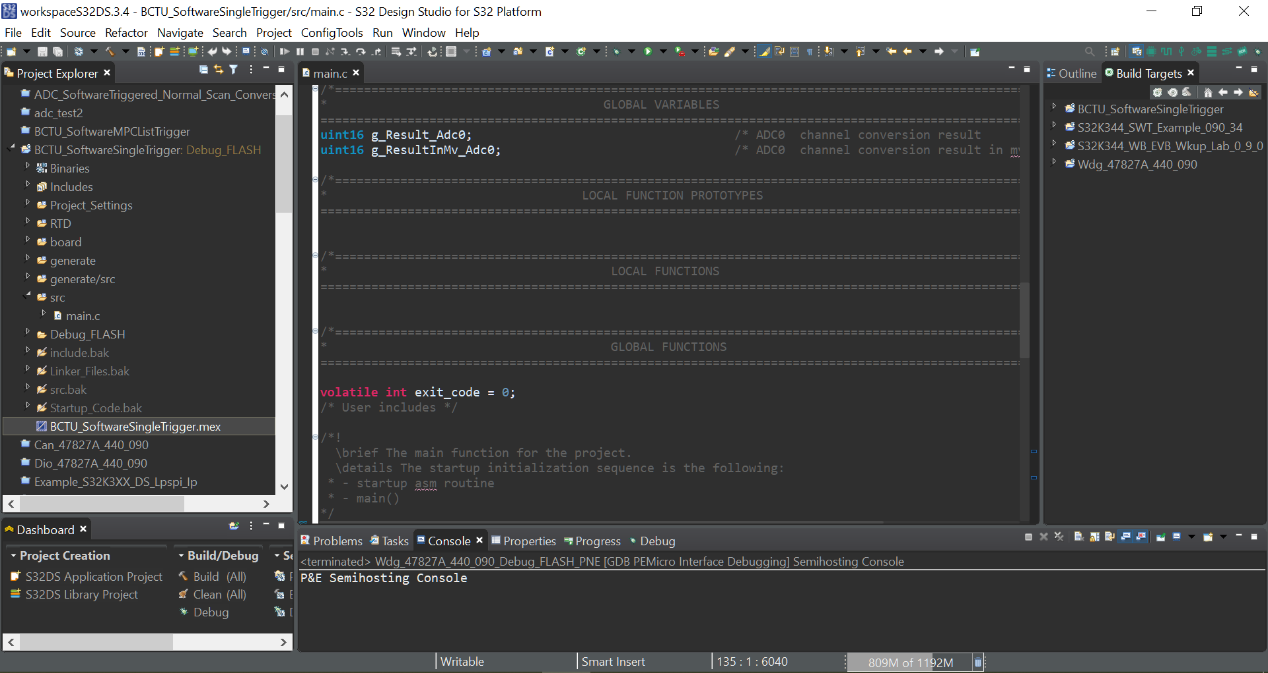 workspaceS32DS.3.4 - BCTU_SoftwareSingleTrigger/src/main.c - S32 Design Studio for S32 Platform
File Edit Source Refactor Navigate Search Project ConfigTools Run Window Help
Project Explorer
ADC_SoftwareTriggered_Normal_Scan_Convers
adc_test2
BCTU_SoftwareMPCListTrigger
BCTU_SoftwareSingleTrigger: Debug_FLASH
Binaries
Includes
Project_Settings
RTD
board
generate
generate/src
src
main.c
Debug_FLASH
include.bak
Linker_Files.bak
src.bak
Startup_Code.bak
BCTU_SoftwareSingleTrigger.mex
Can_47827A_440_090
Dio_47827A_440_090
Example_S32K3XX_DS_Lpspi_Ip
main.c
/*==================================================================================================
* GLOBAL VARIABLES
==================================================================================================
uint16 g_Result_Adc0; /* ADC0 channel conversion result
uint16 g_ResultInMv_Adc0; /* ADC0 channel conversion result in mV
/*==================================================================================================
* LOCAL FUNCTION PROTOTYPES
==================================================================================================
/*==================================================================================================
* LOCAL FUNCTIONS
==================================================================================================
/*==================================================================================================
* GLOBAL FUNCTIONS
==================================================================================================
volatile int exit_code = 0;
/* User includes */
/*!
\brief The main function for the project.
\details The startup initialization sequence is the following:
* - startup asm routine
* - main()
*/
Outline Build Targets
BCTU_SoftwareSingleTrigger
S32K344_SWT_Example_090_34
S32K344_WB_EVB_Wkup_Lab_0_9_0
Wdg_47827A_440_090
Dashboard
Project Creation
S32DS Application Project
S32DS Library Project
Build/Debug
Build (All)
Clean (All)
Debug
Problems Tasks Console Properties Progress Debug
<terminated> Wdg_47827A_440_090_Debug_FLASH_PNE [GDB PEMicro Interface Debugging] Semihosting Console
P&E Semihosting Console
Writable Smart Insert 135 : 1 : 6040 809M of 1192M